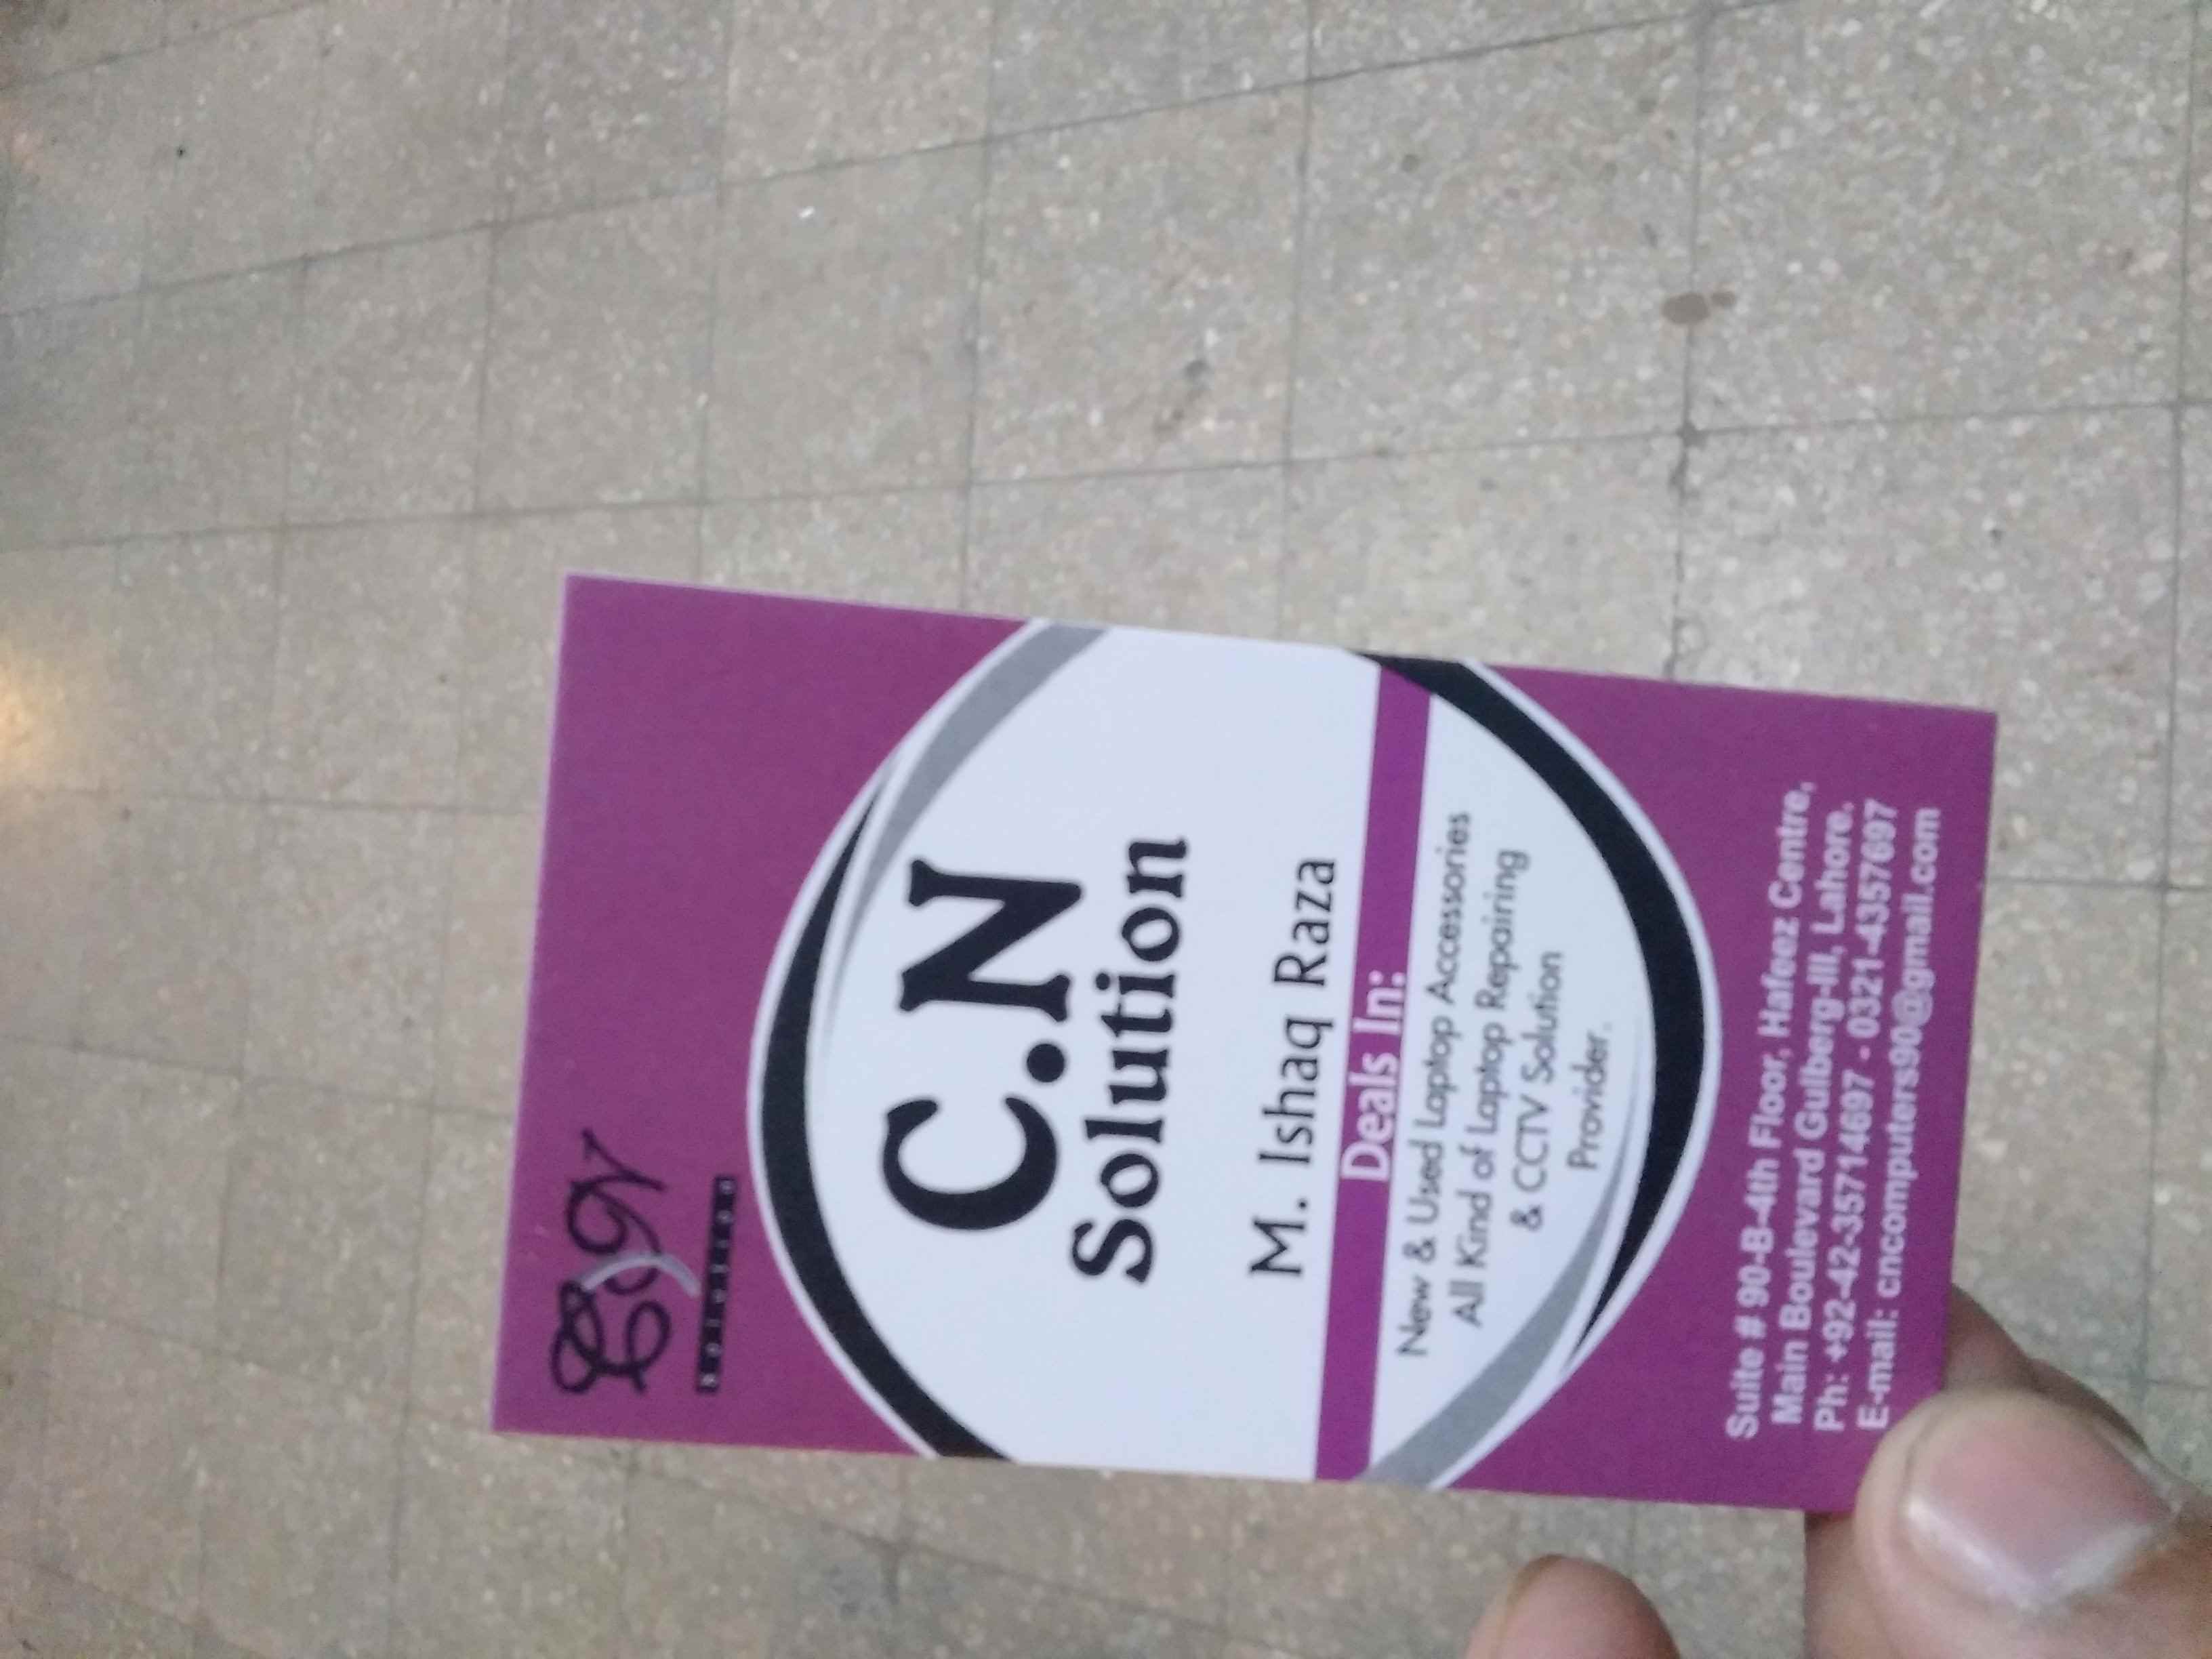 CN
Solution
C.N
Solution
M. Ishaq Raza
Deals In:
New & Used Laptop Accessories
All Kind of Laptop Repairing
& CCTV Solution
Provider.
Suite # 90-B-4th Floor, Hafeez Centre,
Main Boulevard Gulberg-III, Lahore.
Ph: +92-42-35714697 - 0321-4357697
E-mail: cncomputers90@gmail.com